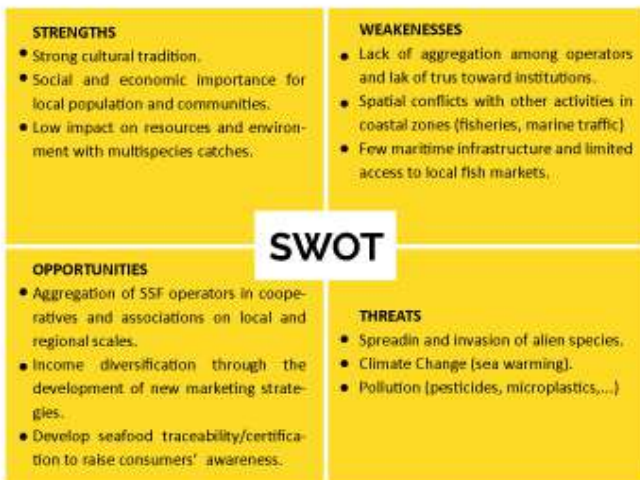 STRENGTHS
● Strong cultural tradition.
● Social and economic importance for
local population and communities.
● Low impact on resources and environ-
ment with multispecies catches.
WEAKENESSES
● Lack of aggregation among operators
and lak of trus toward institutions.
● Spatial conflicts with other activities in
coastal zones (fisheries, marine traffic)
● Few maritime infrastructure and limited
access to local fish markets.
SWOT
OPPORTUNITIES
● Aggregation of SSF operators in coope-
ratives and associations on local and
regional scales.
● Income diversification through the
development of new marketing strate-
gies.
● Develop seafood traceability/certifica-
tion to raise consumers' awareness.
THREATS
● Spreadin and invasion of alien species.
● Climate Change (sea warming).
● Pollution (pesticides, microplastics,...)